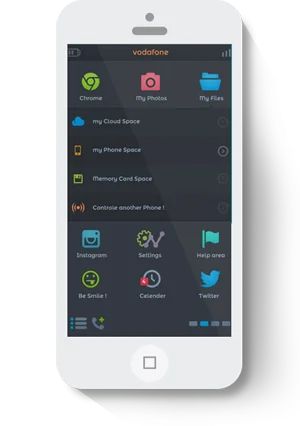 vodafone
Chrome My Photos My Files
my Cloud Space
my Phone Space
Memory Card Space
Controle another Phone !
Instagram Settings Help area
Be Smile ! Celender Twitter